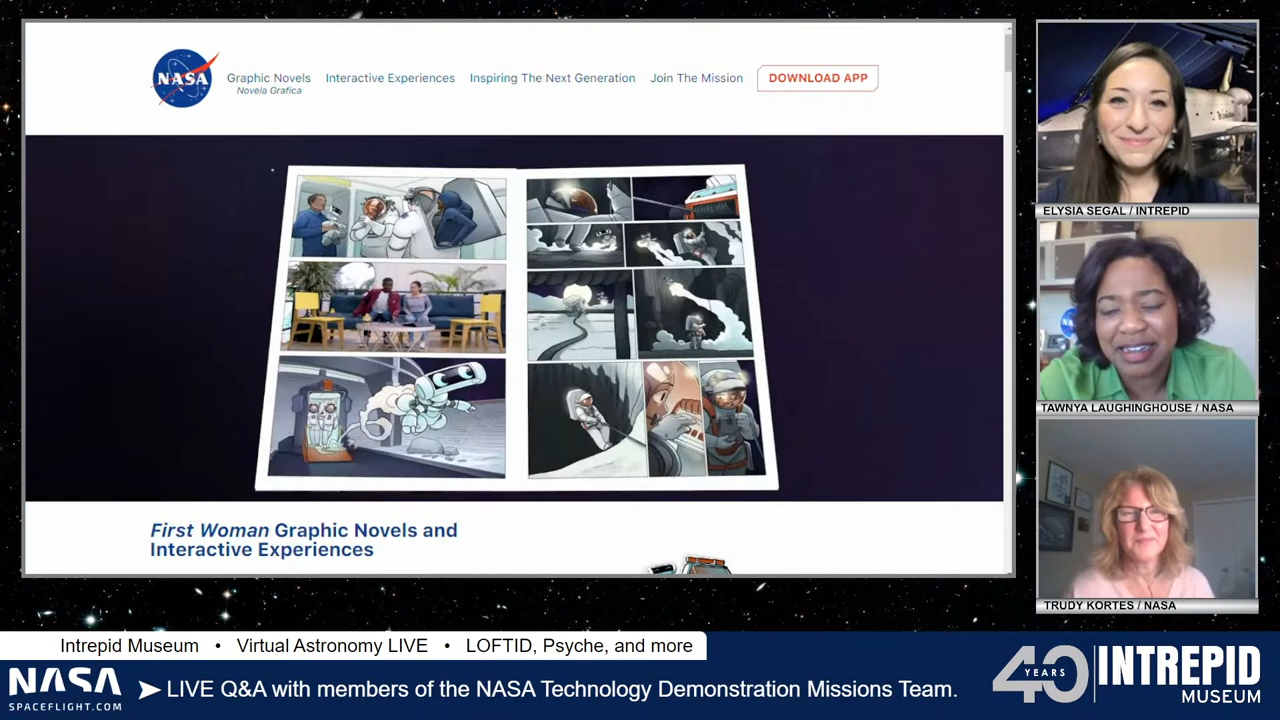 NASA
Graphic Novels
Novela Grafica
Interactive Experiences
Inspiring The Next Generation
Join The Mission
DOWNLOAD APP
First Woman Graphic Novels and
Interactive Experiences
ELYSIA SEGAL / INTREPID
TAWNYA LAUGHINGHOUSE / NASA
TRUDY KORTES / NASA
Intrepid Museum • Virtual Astronomy LIVE • LOFTID, Psyche, and more
NASA
SPACEFLIGHT.COM
LIVE Q&A with members of the NASA Technology Demonstration Missions Team.
40
YEARS
INTREPID
MUSEUM